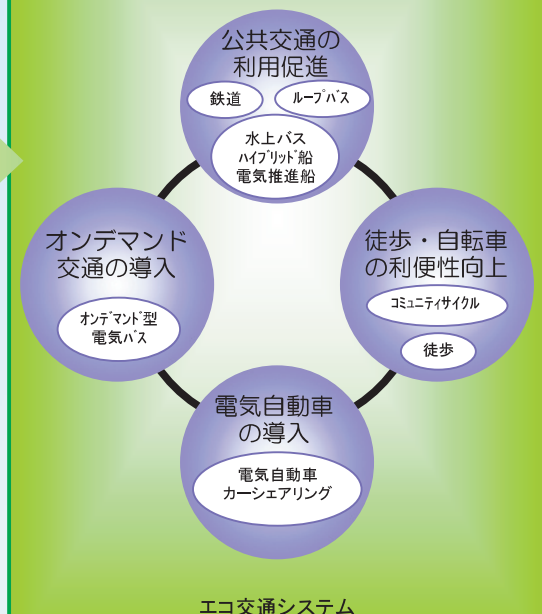 公共交通の
利用促進
鉄道
ループバス
水上バス
ハイブリッド船
電気推進船
オンデマンド
交通の導入
オンデマンド型
電気バス
徒歩・自転車
の利便性向上
コミュニティサイクル
徒歩
電気自動車
の導入
電気自動車
カーシェアリング
エコ交通システム